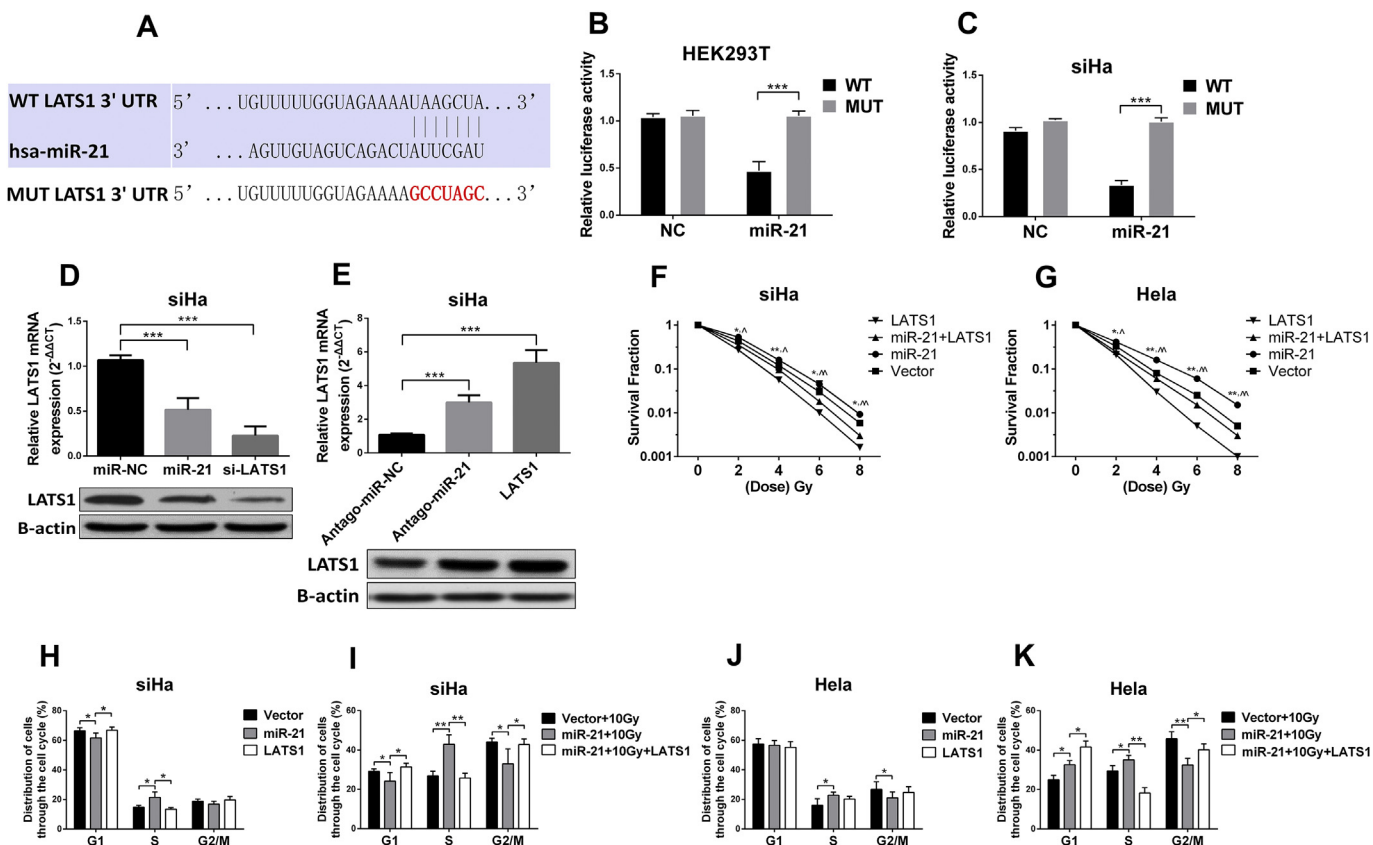 A
WT LATS1 3' UTR 5' ...UGUUUUUGGUAGAAAAUAAGCUA...3'
hsa-miR-21 3' ...AGUUGUAGUCAGACUAUUCGAU
MUT LATS1 3' UTR 5' ...UGUUUUUGGUAGAAAAGCCUAGC...3'
B
HEK293T
Relative luciferase activity
1.5
1.0
0.5
0.0
***
WT
MUT
NC
miR-21
C
siHa
Relative luciferase activity
1.5
1.0
0.5
0.0
***
WT
MUT
NC
miR-21
D
siHa
Relative LATS1 mRNA
expression (2^-ΔΔCT)
1.5
1.0
0.5
0.0
***
***
miR-NC
miR-21
si-LATS1
LATS1
B-actin
E
siHa
Relative LATS1 mRNA
expression (2^-ΔΔCT)
8
6
4
2
0
***
***
Antago-miR-NC
Antago-miR-21
LATS1
LATS1
B-actin
F
siHa
Survival Fraction
1
0.1
0.01
0.001
*,^
**,^
*,^^
*,^^
LATS1
miR-21+LATS1
miR-21
Vector
0 2 4 6 8
(Dose) Gy
G
Hela
Survival Fraction
1
0.1
0.01
0.001
*,^
**,^^
**,^^
**,^^
LATS1
miR-21+LATS1
miR-21
Vector
0 2 4 6 8
(Dose) Gy
H
siHa
Distribution of cells
through the cell cycle (%)
80
60
40
20
0
* *
* *
Vector
miR-21
LATS1
G1 S G2/M
I
siHa
Distribution of cells
through the cell cycle (%)
80
60
40
20
0
* *
** **
* *
Vector+10Gy
miR-21+10Gy
miR-21+10Gy+LATS1
G1 S G2/M
J
Hela
Distribution of cells
through the cell cycle (%)
80
60
40
20
0
*
*
Vector
miR-21
LATS1
G1 S G2/M
K
Hela
Distribution of cells
through the cell cycle (%)
80
60
40
20
0
* *
* **
** *
Vector+10Gy
miR-21+10Gy
miR-21+10Gy+LATS1
G1 S G2/M